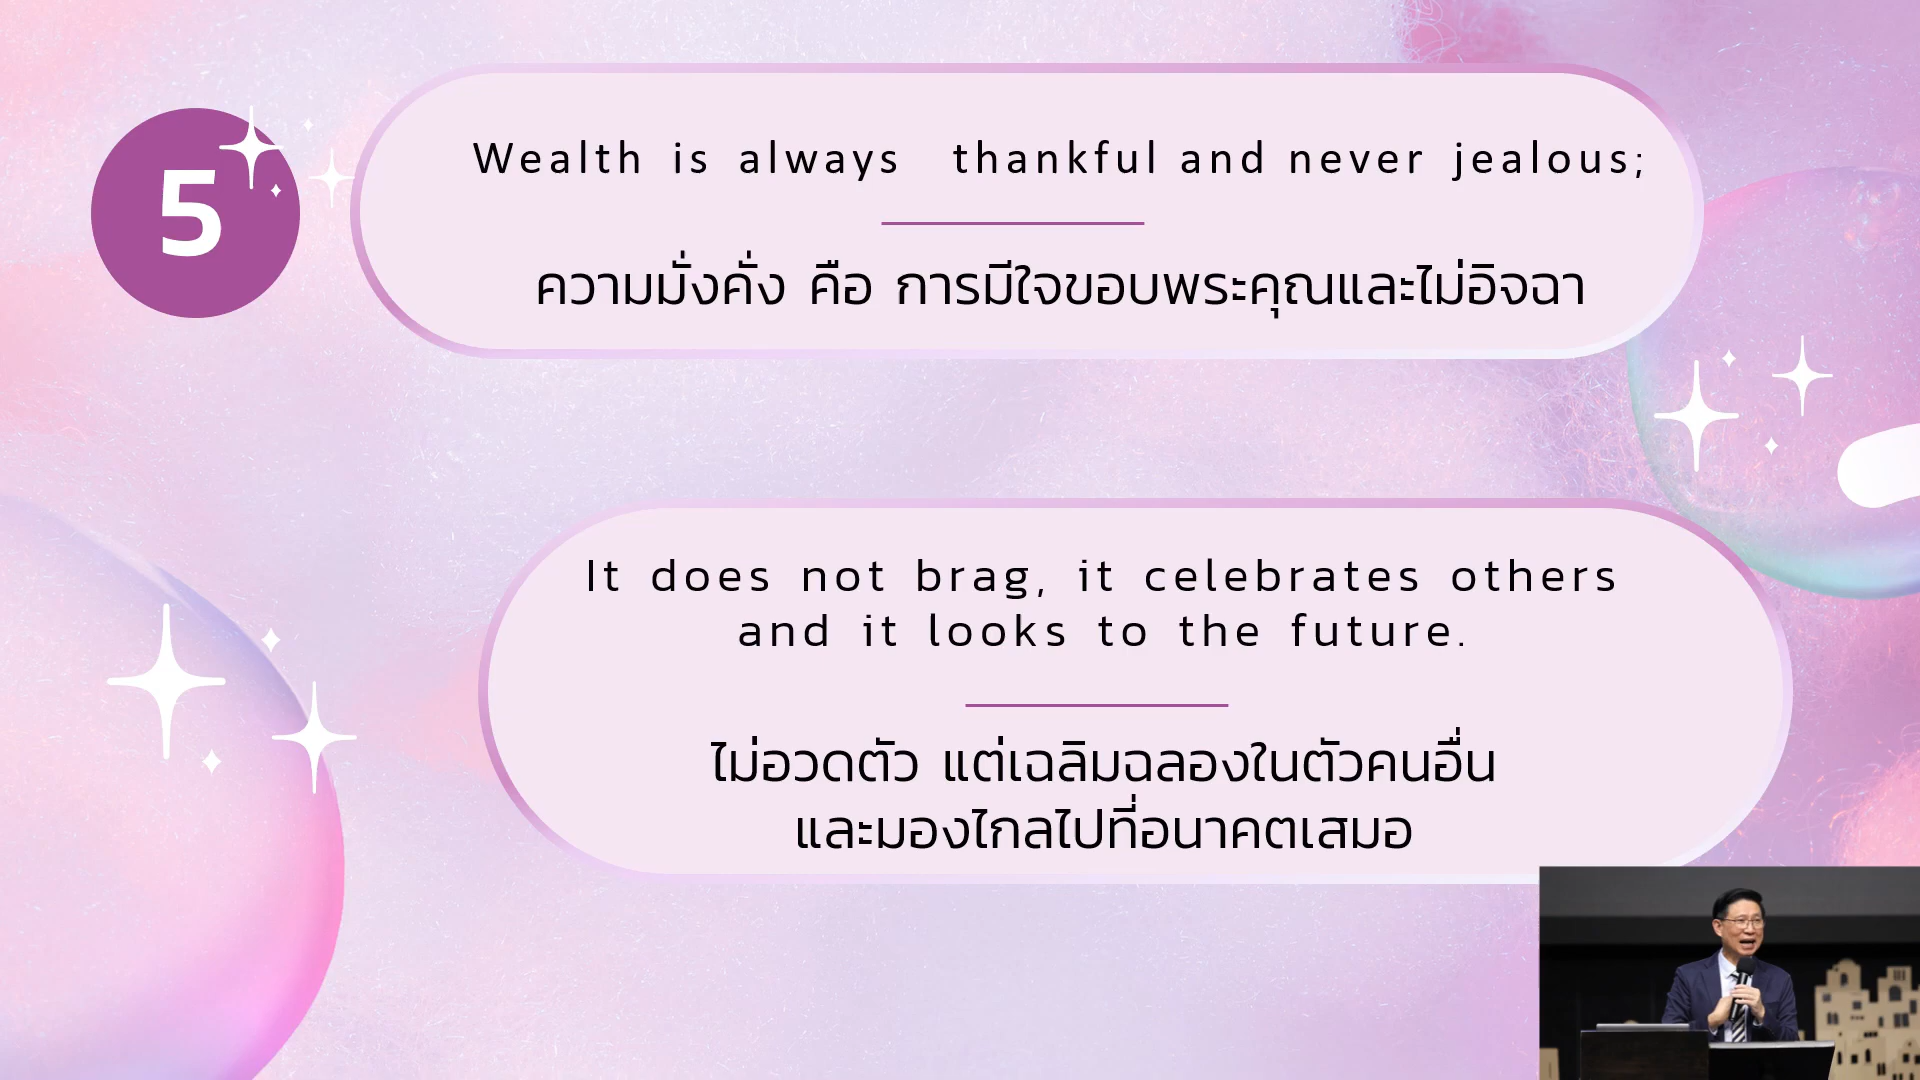 5
Wealth is always thankful and never jealous;
ความมั่งคั่ง คือ การมีใจขอบพระคุณและไม่อิจฉา
It does not brag, it celebrates others
and it looks to the future.
ไม่อวดตัว แต่เฉลิมฉลองในตัวคนอื่น
และมองไกลไปที่อนาคตเสมอ